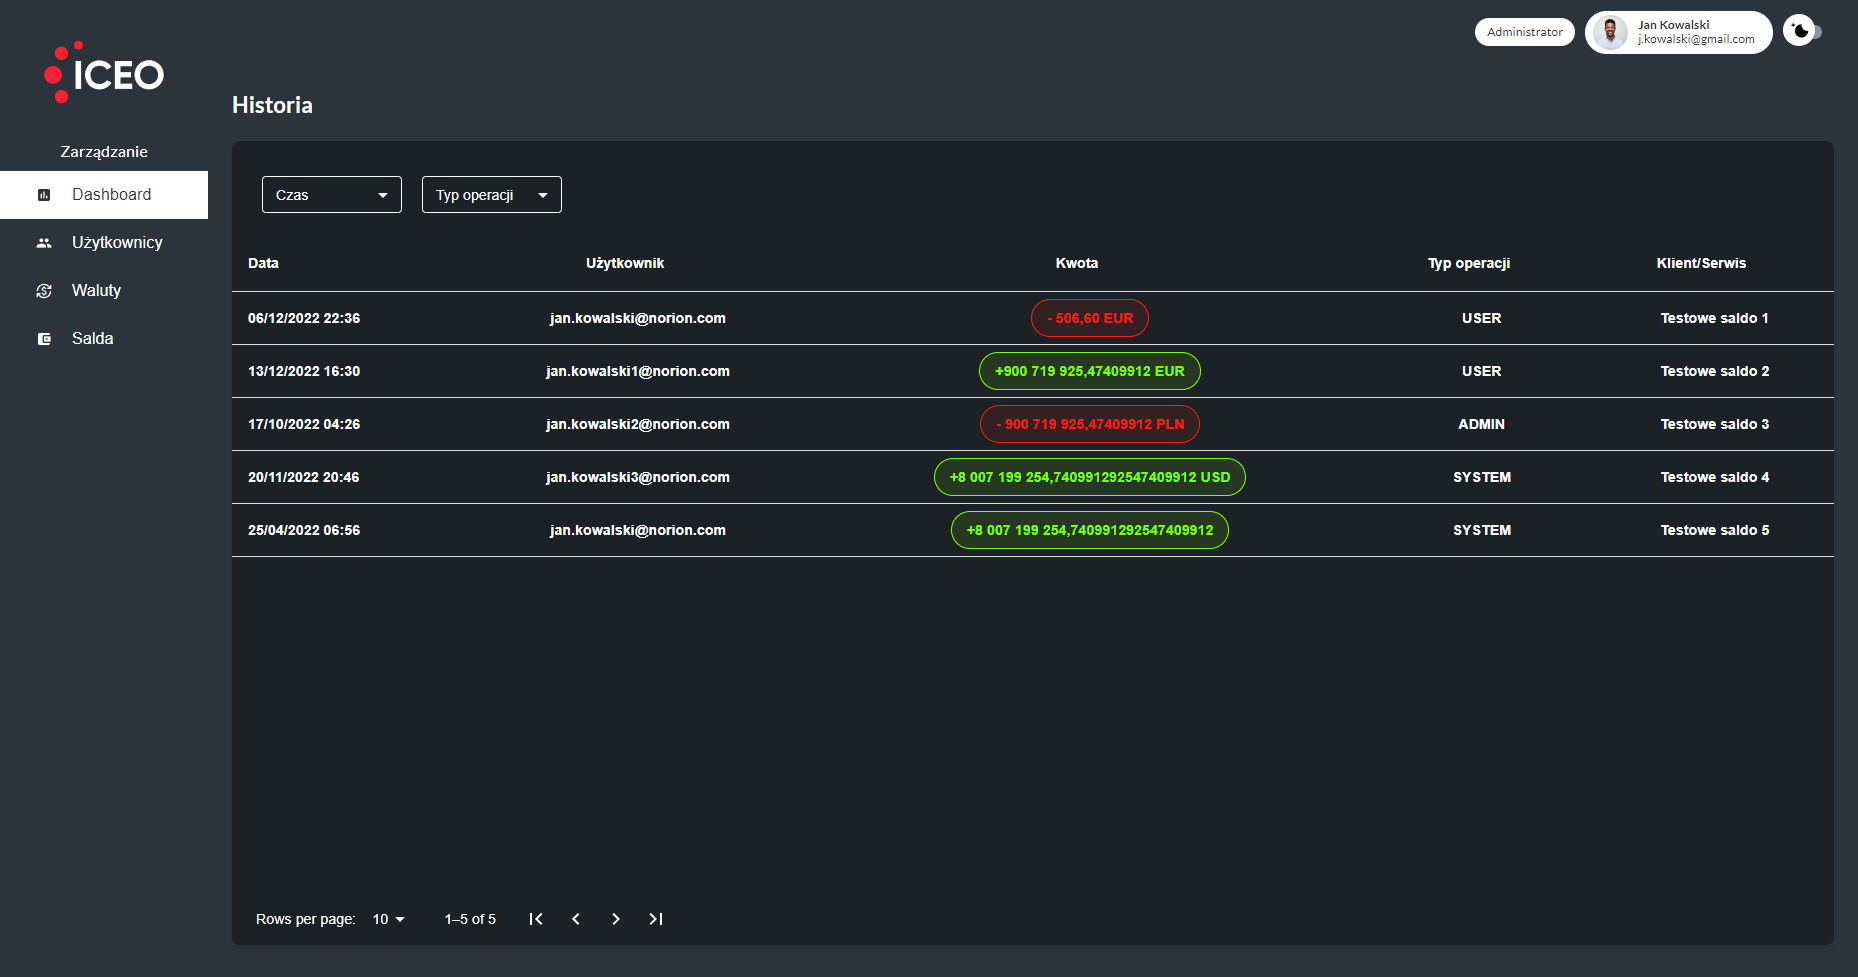 ICEO
Administrator
Jan Kowalski
j.kowalski@gmail.com
Historia
Zarządzanie
Dashboard
Użytkownicy
Waluty
Salda
Czas
Typ operacji
Data Użytkownik Kwota Typ operacji Klient/Serwis
06/12/2022 22:36 jan.kowalski@norion.com - 506,60 EUR USER Testowe saldo 1
13/12/2022 16:30 jan.kowalski1@norion.com +900 719 925,47409912 EUR USER Testowe saldo 2
17/10/2022 04:26 jan.kowalski2@norion.com - 900 719 925,47409912 PLN ADMIN Testowe saldo 3
20/11/2022 20:46 jan.kowalski3@norion.com +8 007 199 254,740991292547409912 USD SYSTEM Testowe saldo 4
25/04/2022 06:56 jan.kowalski@norion.com +8 007 199 254,740991292547409912 SYSTEM Testowe saldo 5
Rows per page: 10 1–5 of 5